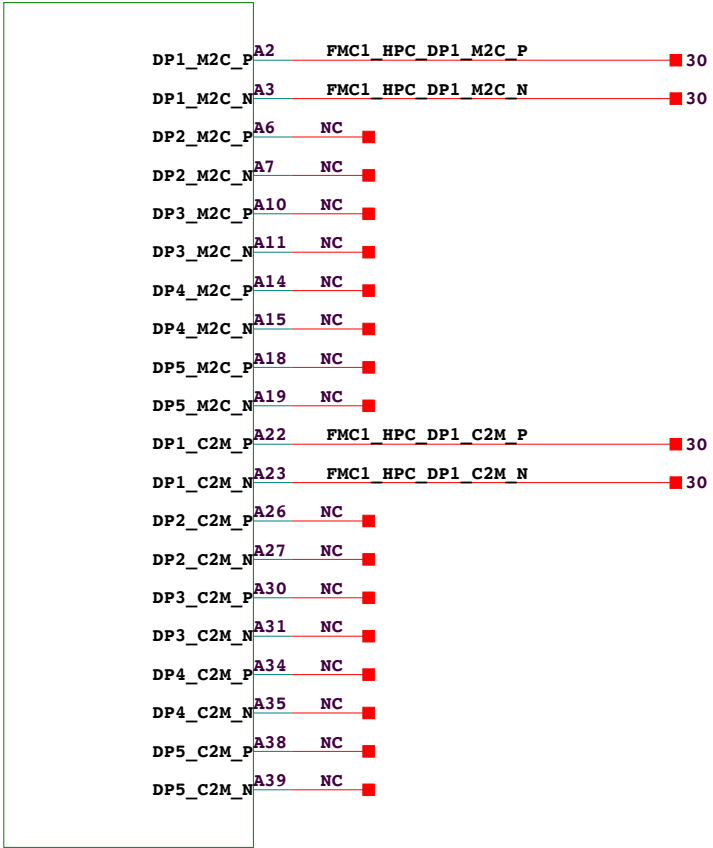 DP1_M2C_P A2 FMC1_HPC_DP1_M2C_P 30
DP1_M2C_N A3 FMC1_HPC_DP1_M2C_N 30
DP2_M2C_P A6 NC
DP2_M2C_N A7 NC
DP3_M2C_P A10 NC
DP3_M2C_N A11 NC
DP4_M2C_P A14 NC
DP4_M2C_N A15 NC
DP5_M2C_P A18 NC
DP5_M2C_N A19 NC
DP1_C2M_P A22 FMC1_HPC_DP1_C2M_P 30
DP1_C2M_N A23 FMC1_HPC_DP1_C2M_N 30
DP2_C2M_P A26 NC
DP2_C2M_N A27 NC
DP3_C2M_P A30 NC
DP3_C2M_N A31 NC
DP4_C2M_P A34 NC
DP4_C2M_N A35 NC
DP5_C2M_P A38 NC
DP5_C2M_N A39 NC